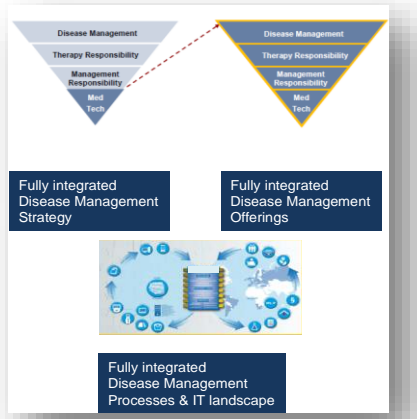 Disease Management
Therapy Responsibility
Management
Responsibility
Med
Tech
Disease Management
Therapy Responsibility
Management
Responsibility
Med
Tech
Fully integrated
Disease Management
Strategy
Fully integrated
Disease Management
Offerings
Fully integrated
Disease Management
Processes & IT landscape